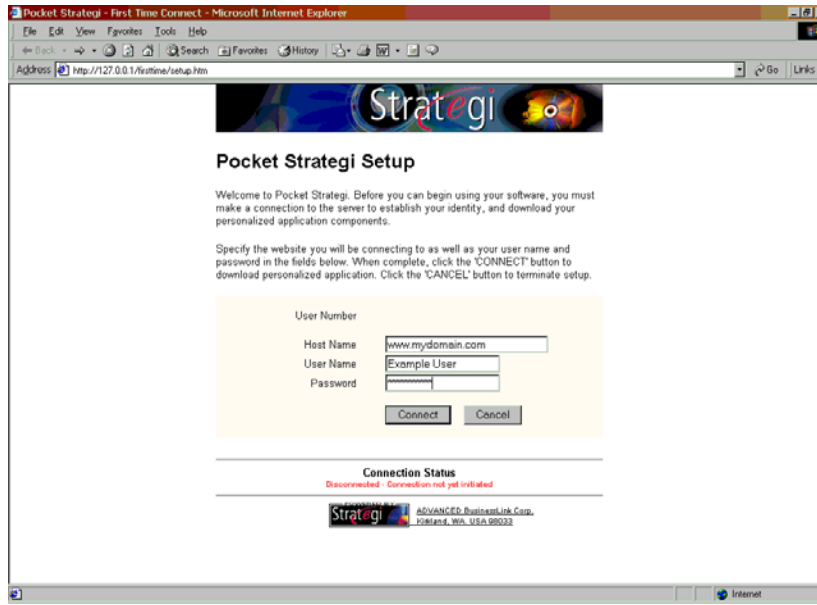 Pocket Strategi - First Time Connect - Microsoft Internet Explorer
File Edit View Favorites Tools Help
Back Search Favorites History
Address http://127.0.0.1/firsttime/setup.htm Go Links
Strategi
Pocket Strategi Setup
Welcome to Pocket Strategi. Before you can begin using your software, you must
make a connection to the server to establish your identity, and download your
personalized application components.
Specify the website you will be connecting to as well as your user name and
password in the fields below. When complete, click the 'CONNECT' button to
download personalized application. Click the 'CANCEL' button to terminate setup.
User Number
Host Name www.mydomain.com
User Name Example User
Password
Connect Cancel
Connection Status
Disconnected - Connection not yet initiated
Strategi
ADVANCED BusinessLink Corp.
Kirkland, WA. USA 98033
Internet